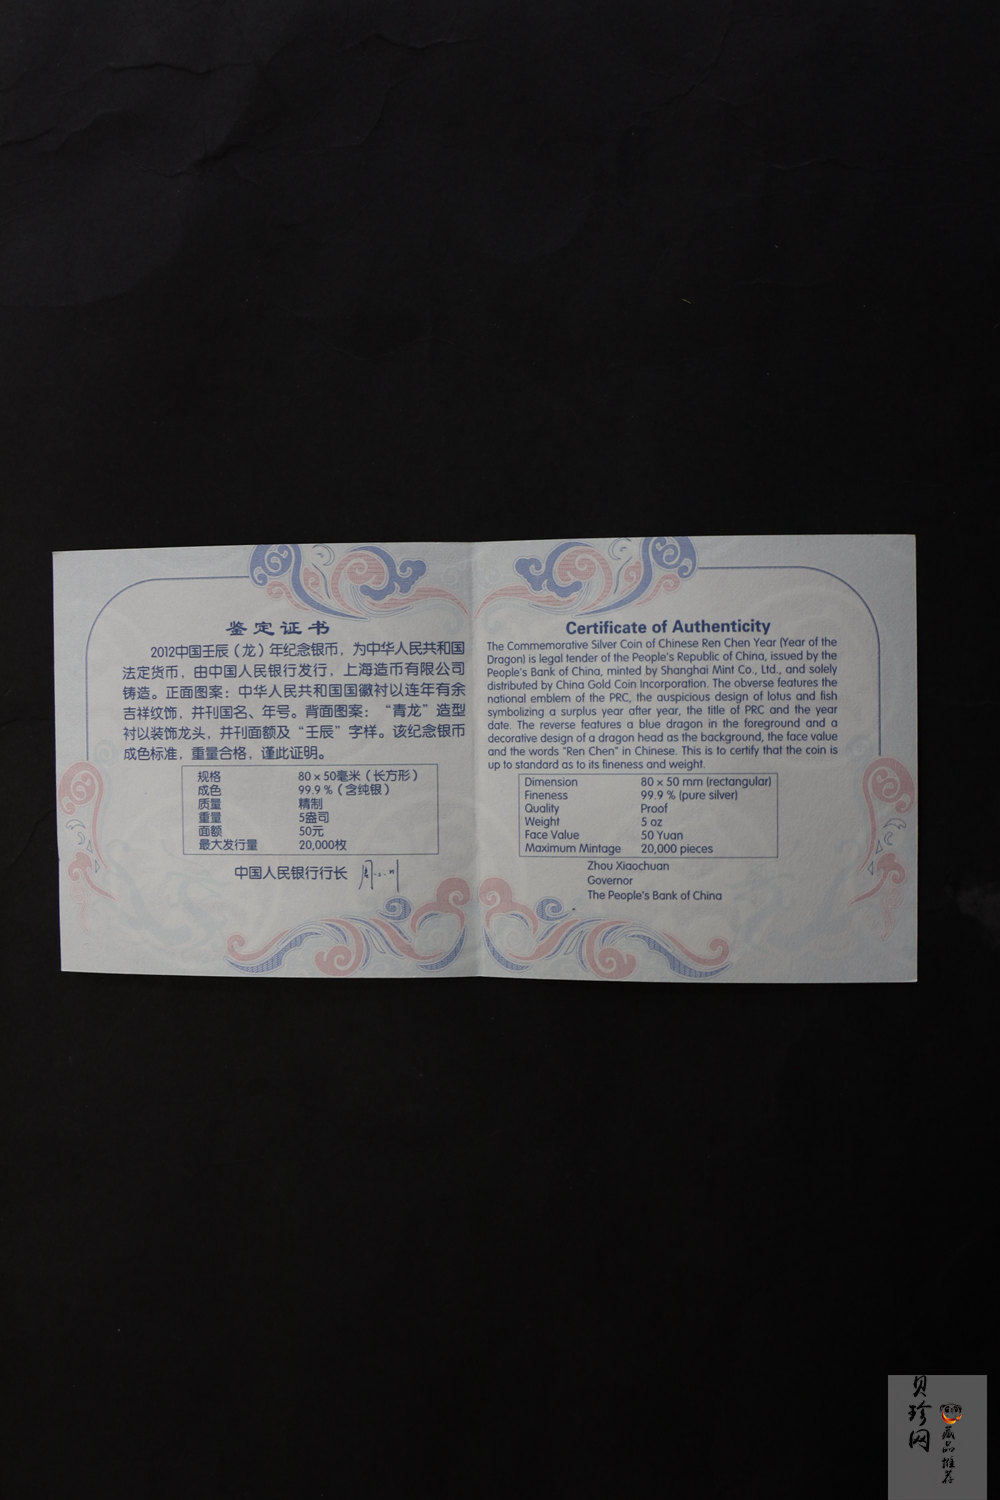 鉴定证书
2012中国壬辰（龙）年纪念银币，为中华人民共和国
法定货币，由中国人民银行发行，上海造币有限公司
铸造。正面图案：中华人民共和国国徽衬以连年有余
吉祥纹饰，并刊国名、年号。背面图案：“青龙”造型
衬以装饰龙头，并刊面额及“壬辰”字样。该纪念银币
成色标准，重量合格，谨此证明。
规格 80×50毫米（长方形）
成色 99.9%（含纯银）
质量 精制
重量 5盎司
面额 50元
最大发行量 20,000枚
中国人民银行行长
Certificate of Authenticity
The Commemorative Silver Coin of Chinese Ren Chen Year (Year of the
Dragon) is legal tender of the People's Republic of China, issued by the
People's Bank of China, minted by Shanghai Mint Co., Ltd., and solely
distributed by China Gold Coin Incorporation. The obverse features the
national emblem of the PRC, the auspicious design of lotus and fish
symbolizing a surplus year after year, the title of PRC and the year
date. The reverse features a blue dragon in the foreground and a
decorative design of a dragon head as the background, the face value
and the words "Ren Chen" in Chinese. This is to certify that the coin is
up to standard as to its fineness and weight.
Dimension 80 × 50 mm (rectangular)
Fineness 99.9 % (pure silver)
Quality Proof
Weight 5 oz
Face Value 50 Yuan
Maximum Mintage 20,000 pieces
Zhou Xiaochuan
Governor
The People's Bank of China
贝珍网
藏品推荐